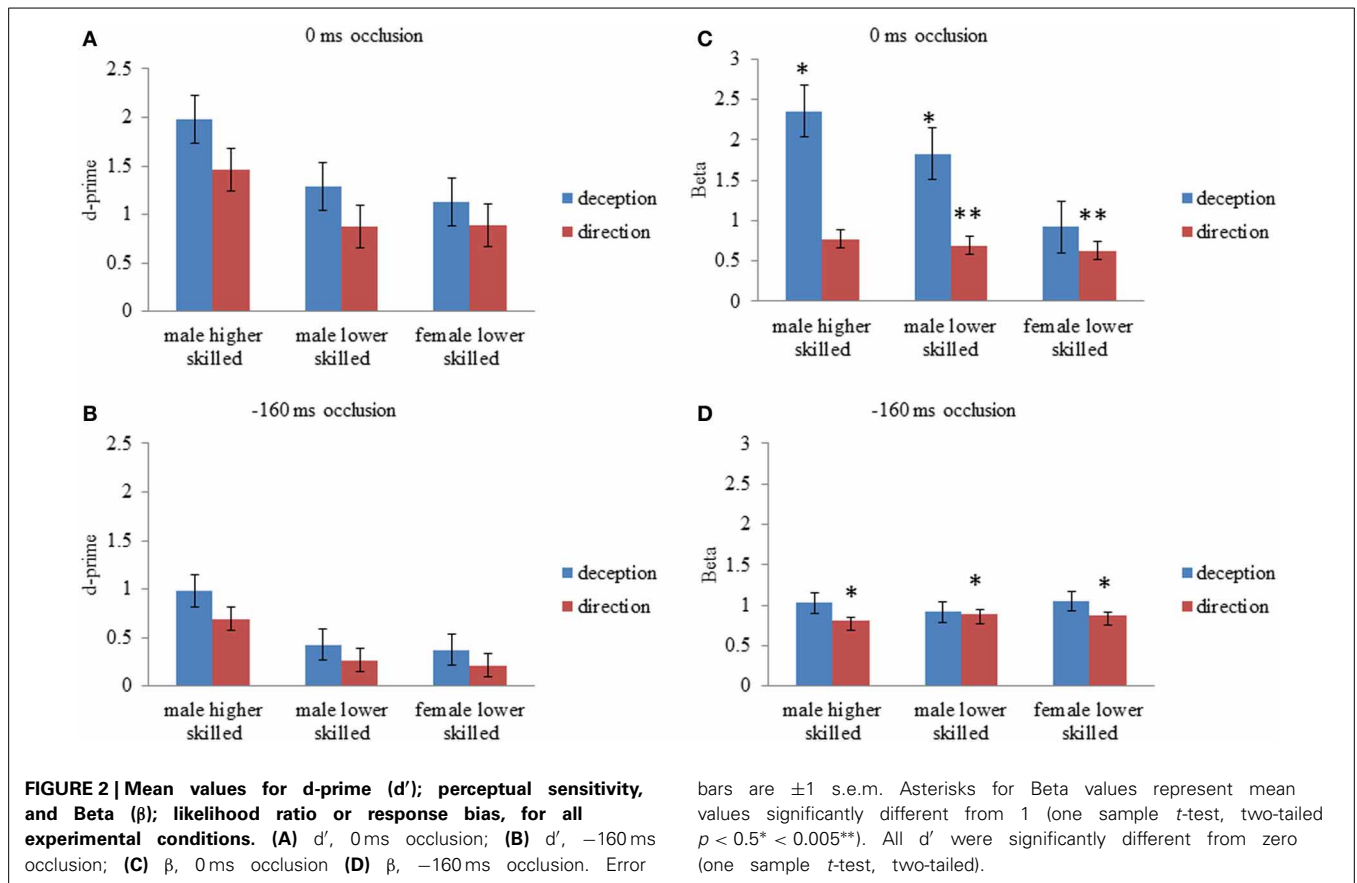 A
0 ms occlusion
2.5
2
1.5
1
0.5
0
d-prime
male higher
skilled
male lower
skilled
female lower
skilled
deception
direction
C
0 ms occlusion
3
2.5
2
1.5
1
0.5
0
Beta
*
*
**
**
male higher
skilled
male lower
skilled
female lower
skilled
deception
direction
B
-160 ms occlusion
2.5
2
1.5
1
0.5
0
d-prime
male higher
skilled
male lower
skilled
female lower
skilled
deception
direction
D
-160 ms occlusion
3
2.5
2
1.5
1
0.5
0
Beta
*
*
*
male higher
skilled
male lower
skilled
female lower
skilled
deception
direction
FIGURE 2 | Mean values for d-prime (d′); perceptual sensitivity,
and Beta (β); likelihood ratio or response bias, for all
experimental conditions. (A) d′, 0 ms occlusion; (B) d′, −160 ms
occlusion; (C) β, 0 ms occlusion (D) β, −160 ms occlusion. Error
bars are ±1 s.e.m. Asterisks for Beta values represent mean
values significantly different from 1 (one sample t-test, two-tailed
p < 0.5* < 0.005**). All d′ were significantly different from zero
(one sample t-test, two-tailed).